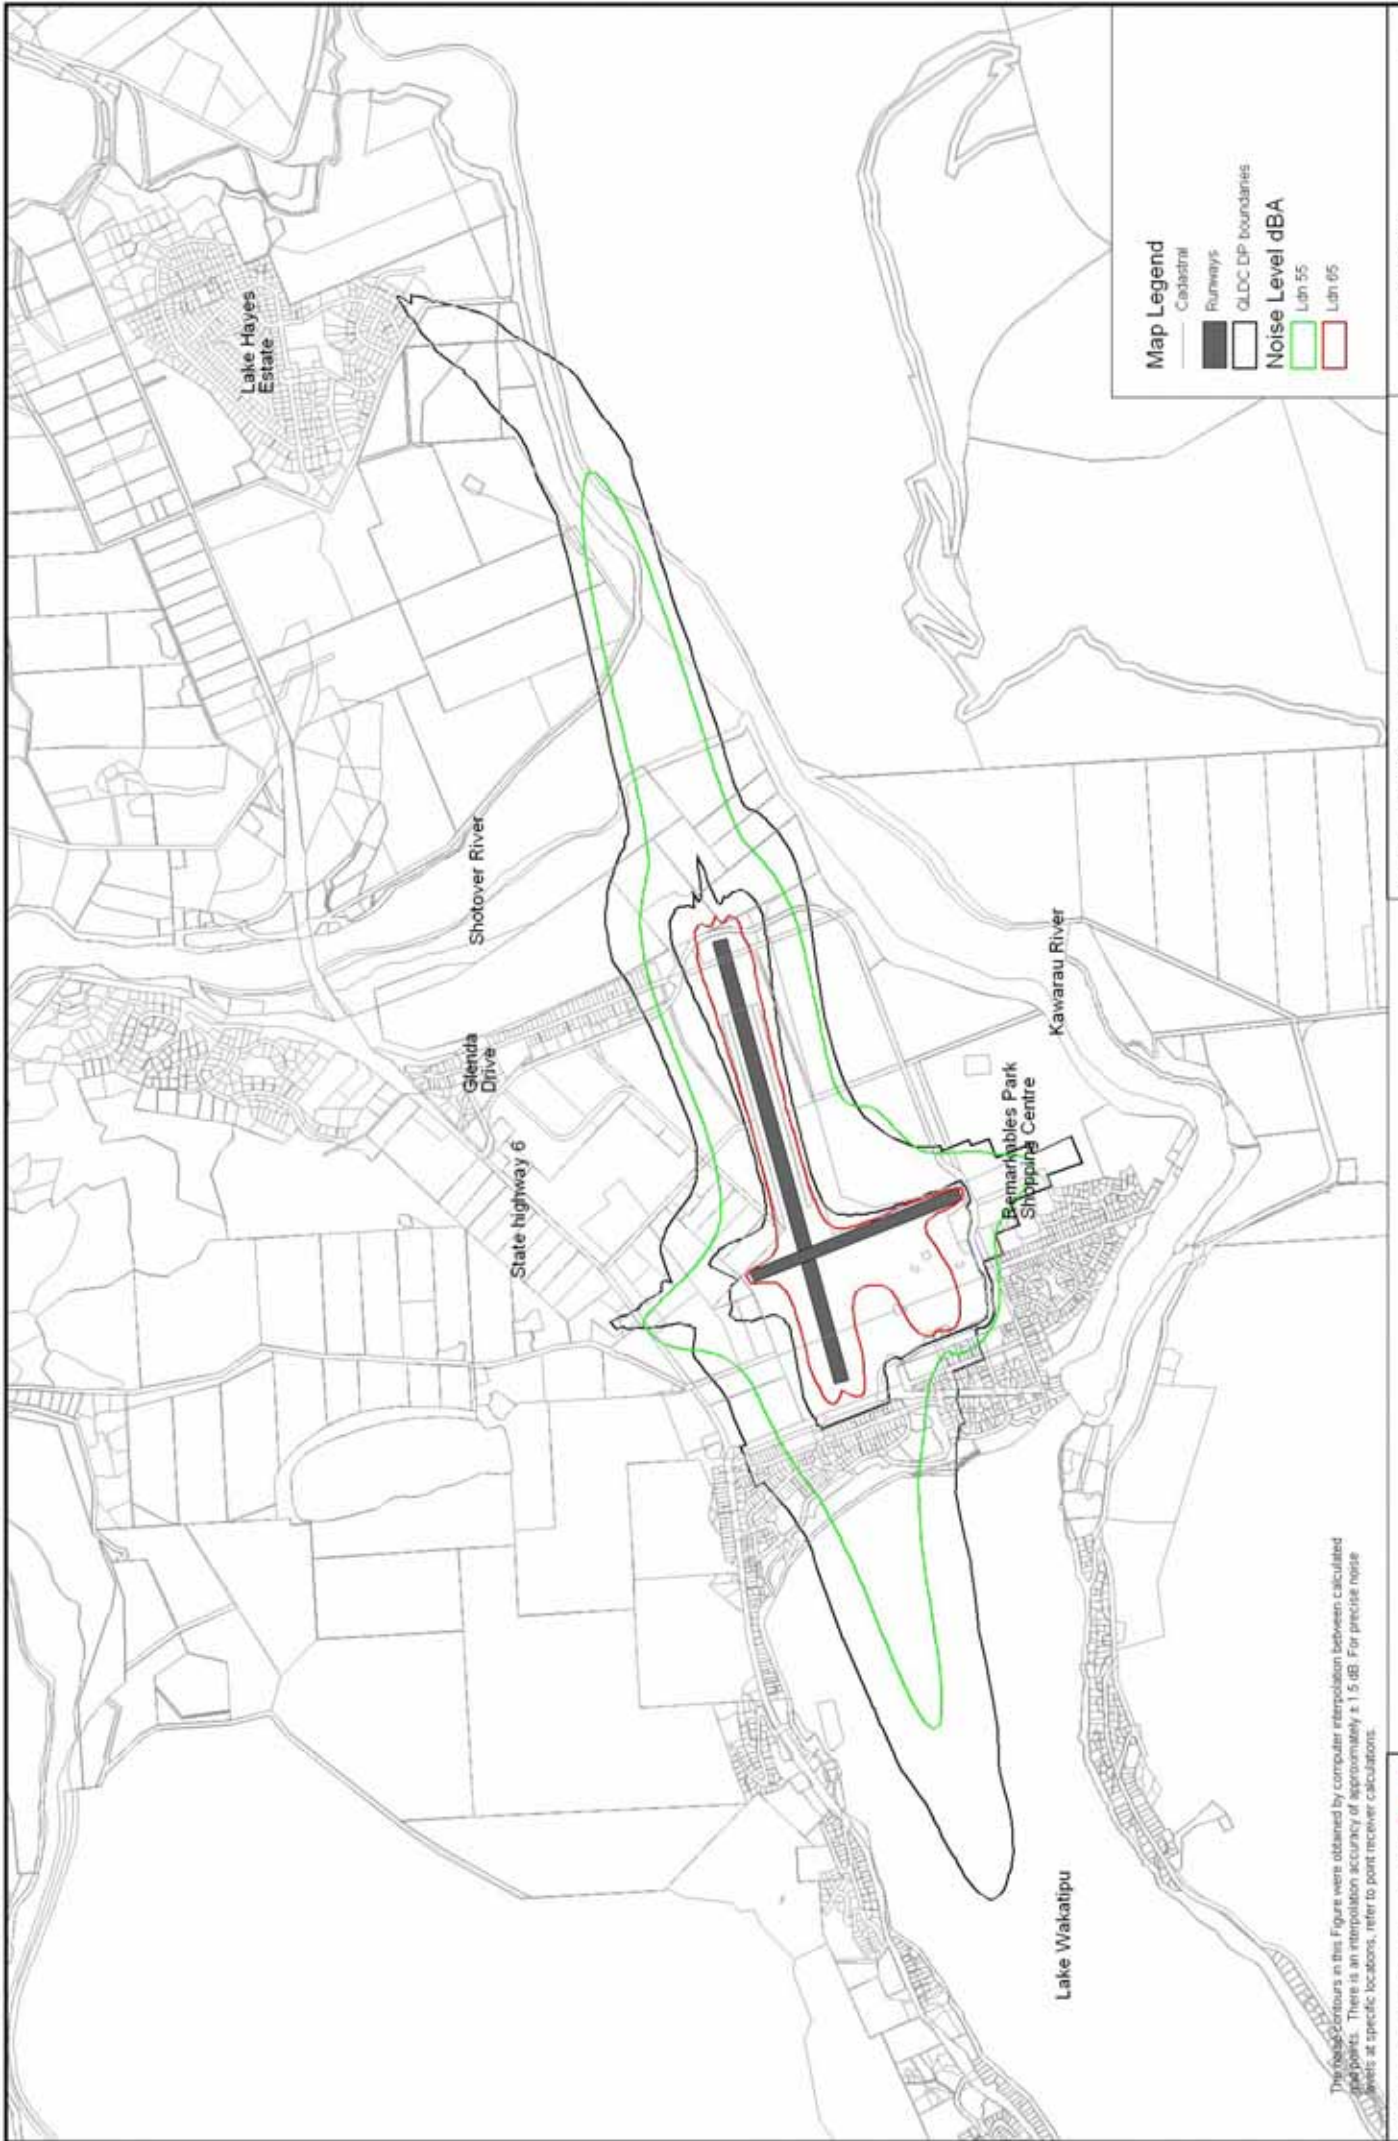 Lake Hayes
Estate
Shotover River
Glenda
Drive
State highway 6
Remarkables Park
Shopping Centre
Kawarau River
Lake Wakatipu
Map Legend
Cadastral
Runways
QLDC DP boundaries
Noise Level dBA
Ldn 55
Ldn 65
The noise contours in this Figure were obtained by computer interpolation between calculated
grid points. There is an interpolation accuracy of approximately ± 1.5 dB. For precise noise
levels at specific locations, refer to point receiver calculations.